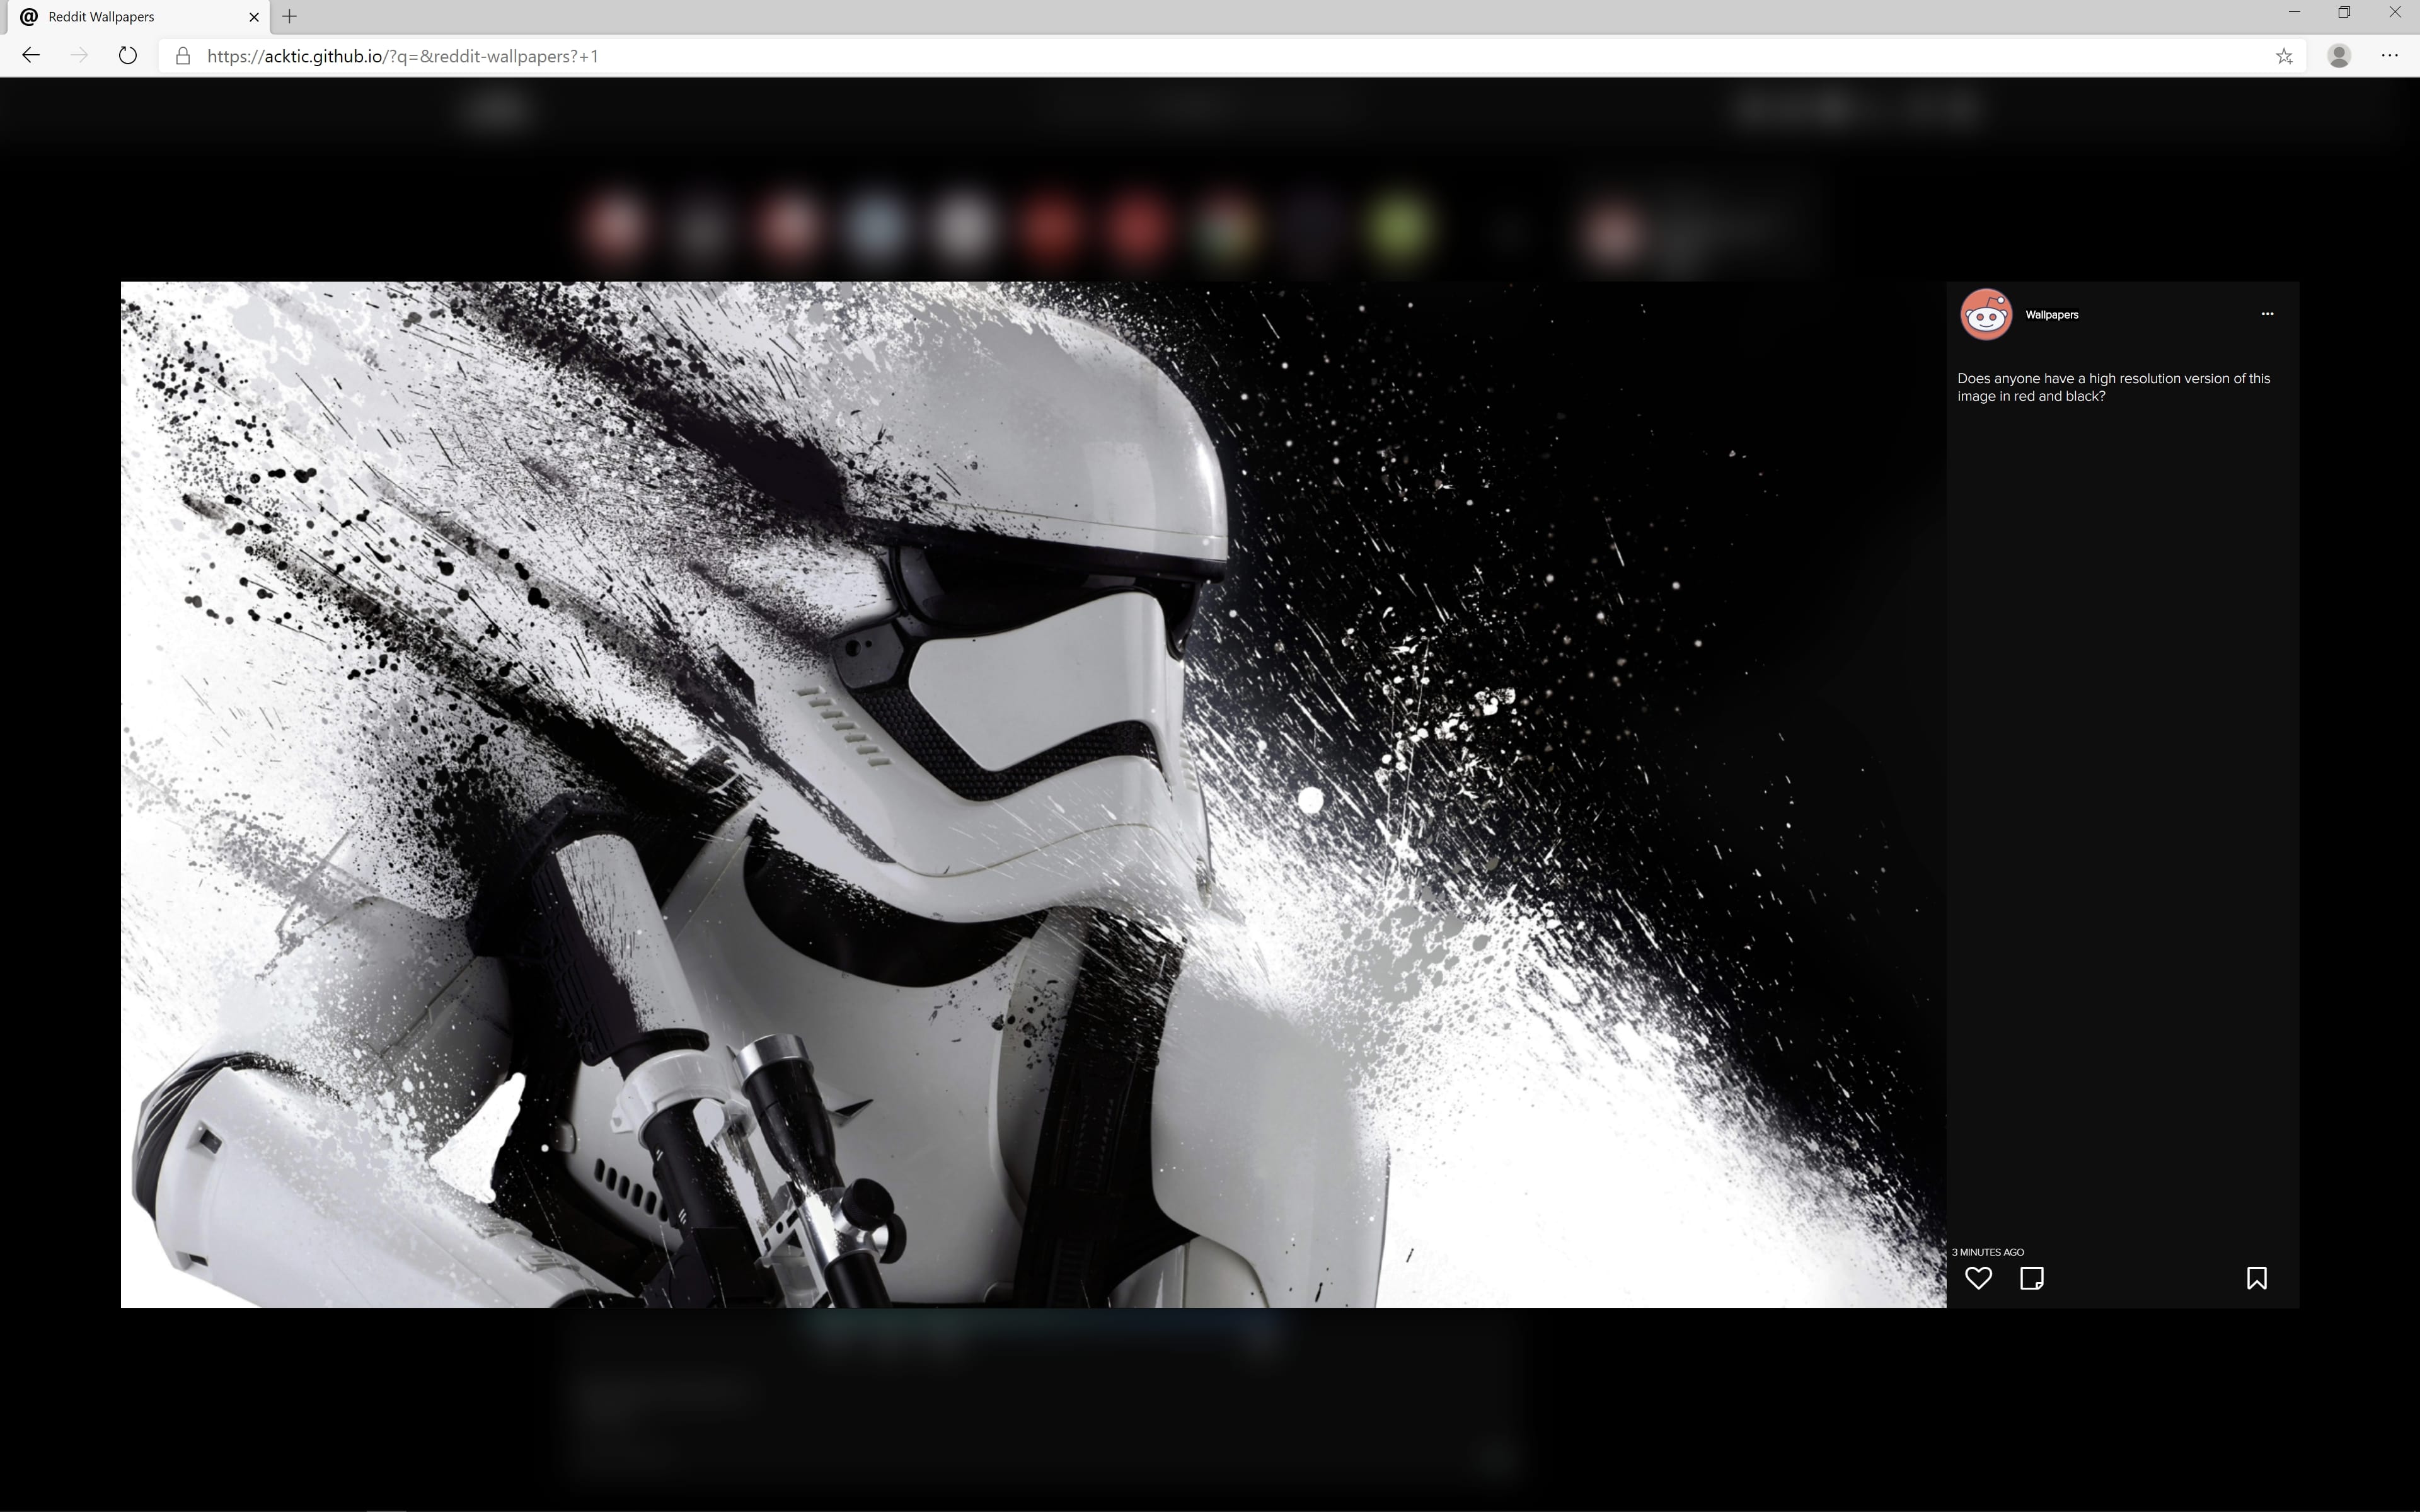 @ Reddit Wallpapers
https://acktic.github.io/?q=&reddit-wallpapers?+1
Wallpapers
Does anyone have a high resolution version of this
image in red and black?
3 MINUTES AGO